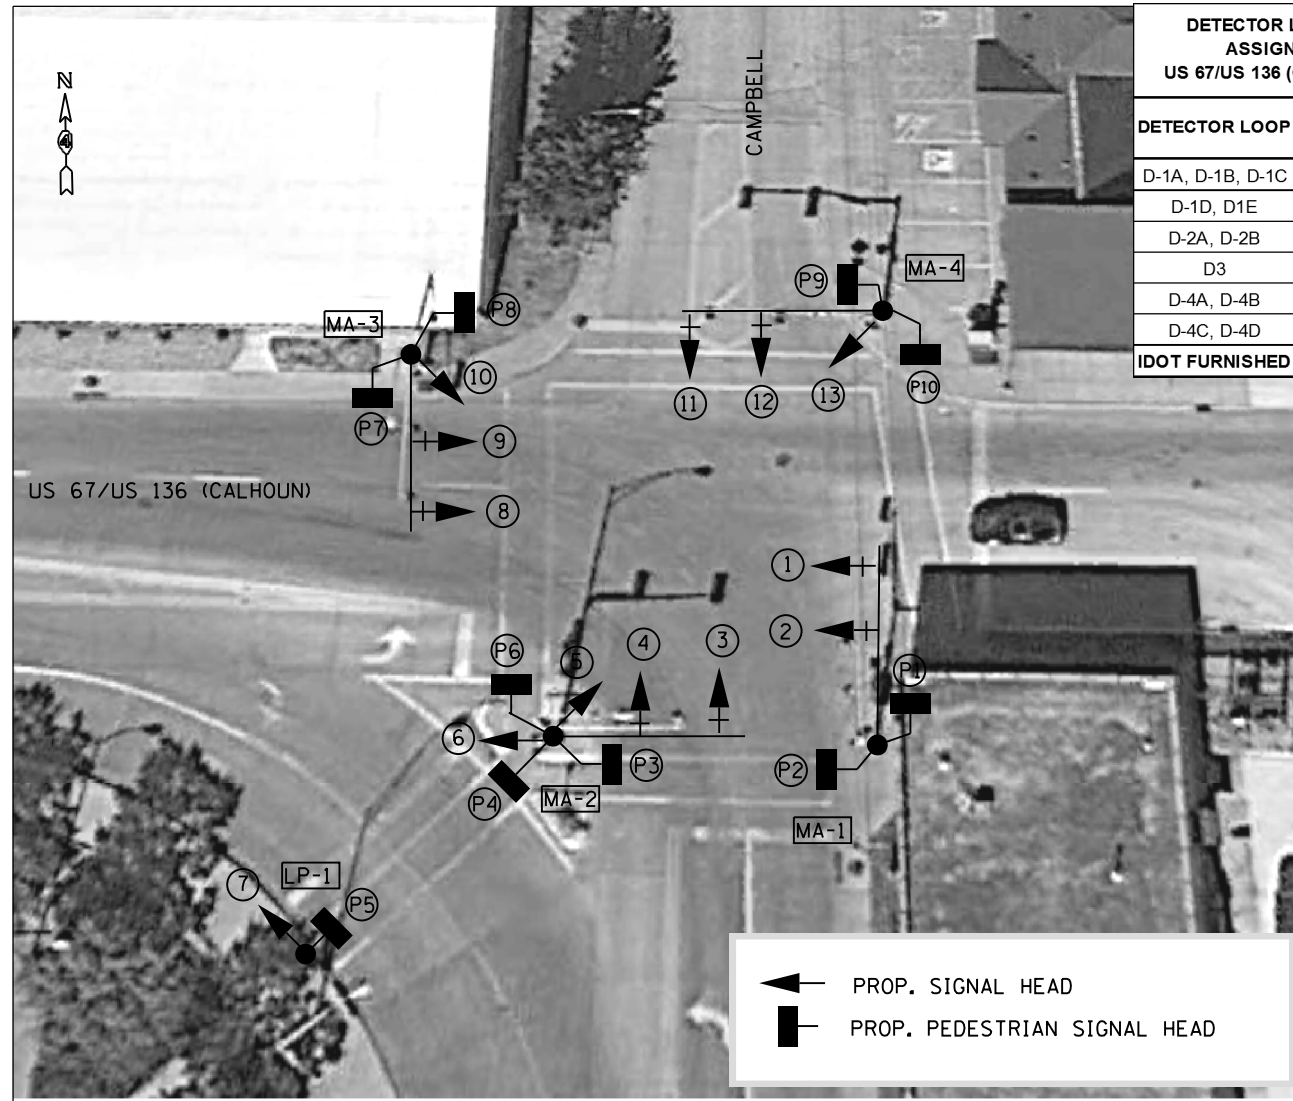 DETECTOR L
ASSIGN
US 67/US 136 (
DETECTOR LOOP
D-1A, D-1B, D-1C
D-1D, D1E
D-2A, D-2B
D3
D-4A, D-4B
D-4C, D-4D
IDOT FURNISHED
N
4
CAMPBELL
MA-4
P9
P8
MA-3
10
P10
13
12
11
P7
9
US 67/US 136 (CALHOUN)
8
1
2
3
4
P6
5
P1
6
P3
P2
P4
MA-2
MA-1
LP-1
7
P5
PROP. SIGNAL HEAD
PROP. PEDESTRIAN SIGNAL HEAD